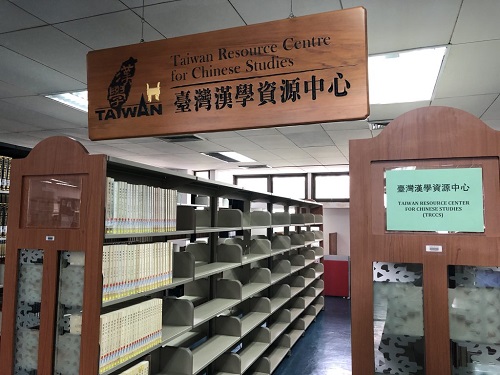 Taiwan Resource Centre
for Chinese Studies
臺灣漢學資源中心
TAIWAN
臺灣漢學資源中心
TAIWAN RESOURCE CENTER
FOR CHINESE STUDIES
(TRCCS)